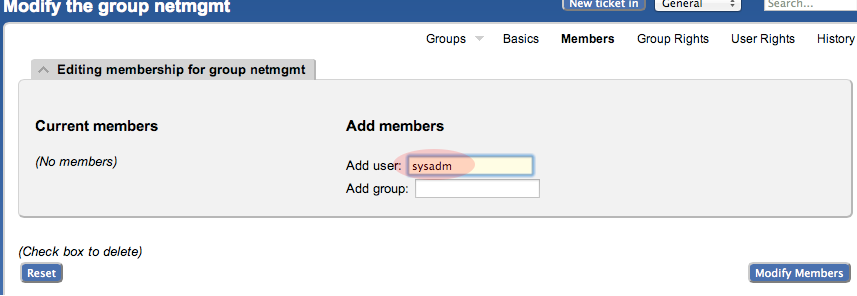 Modify the group netmgmt
New ticket in General Search...
Groups Basics Members Group Rights User Rights History
Editing membership for group netmgmt
Current members Add members
(No members) Add user: sysadm
Add group:
(Check box to delete)
Reset Modify Members